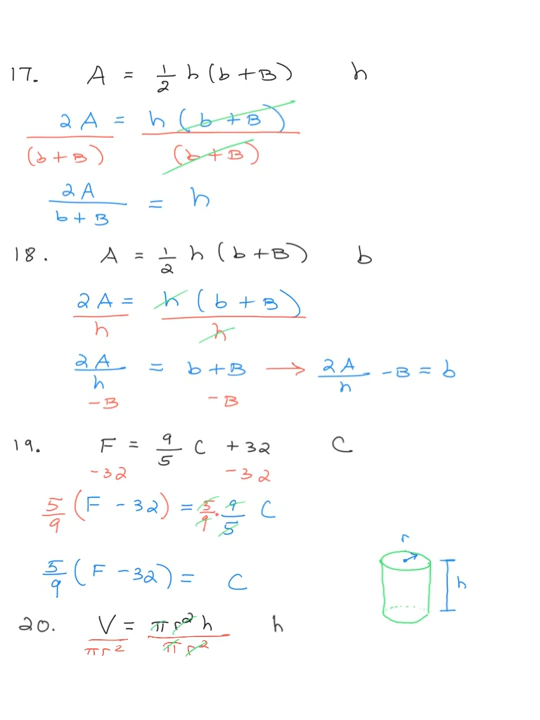 17. A = 1/2 h (b + B) h
2A = h (b + B)
(b + B) (b + B)
2A/(b + B) = h
18. A = 1/2 h (b + B) b
2A = h (b + B)
h h
2A/h = b + B → 2A/h - B = b
-B -B
19. F = 9/5 C + 32 C
-32 -32
5/9 (F - 32) = 5/9 · 9/5 C
r
5/9 (F - 32) = C
h
20. V = πr²h h
πr² πr²